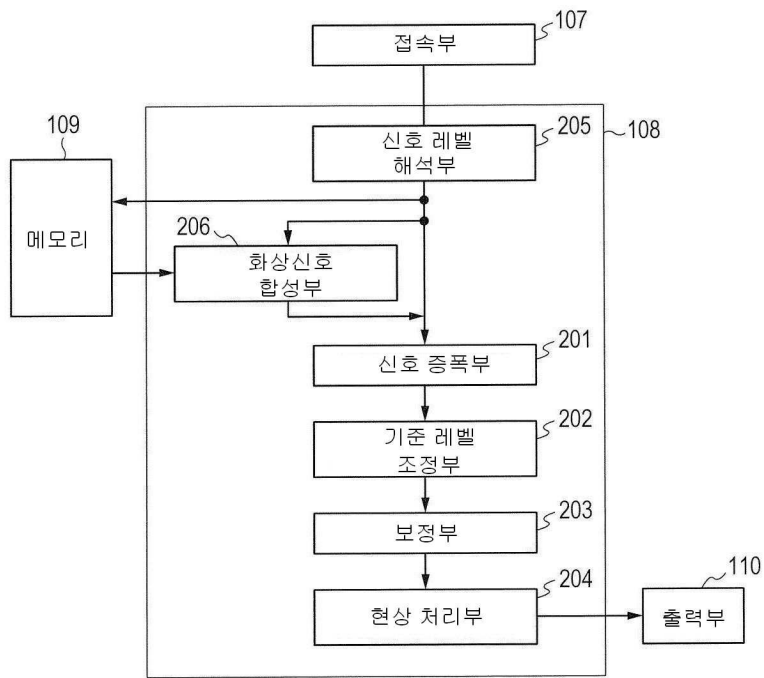 107
접속부
109
205
108
신호 레벨
해석부
메모리
206
화상신호
합성부
201
신호 증폭부
202
기준 레벨
조정부
203
보정부
204
110
현상 처리부
출력부